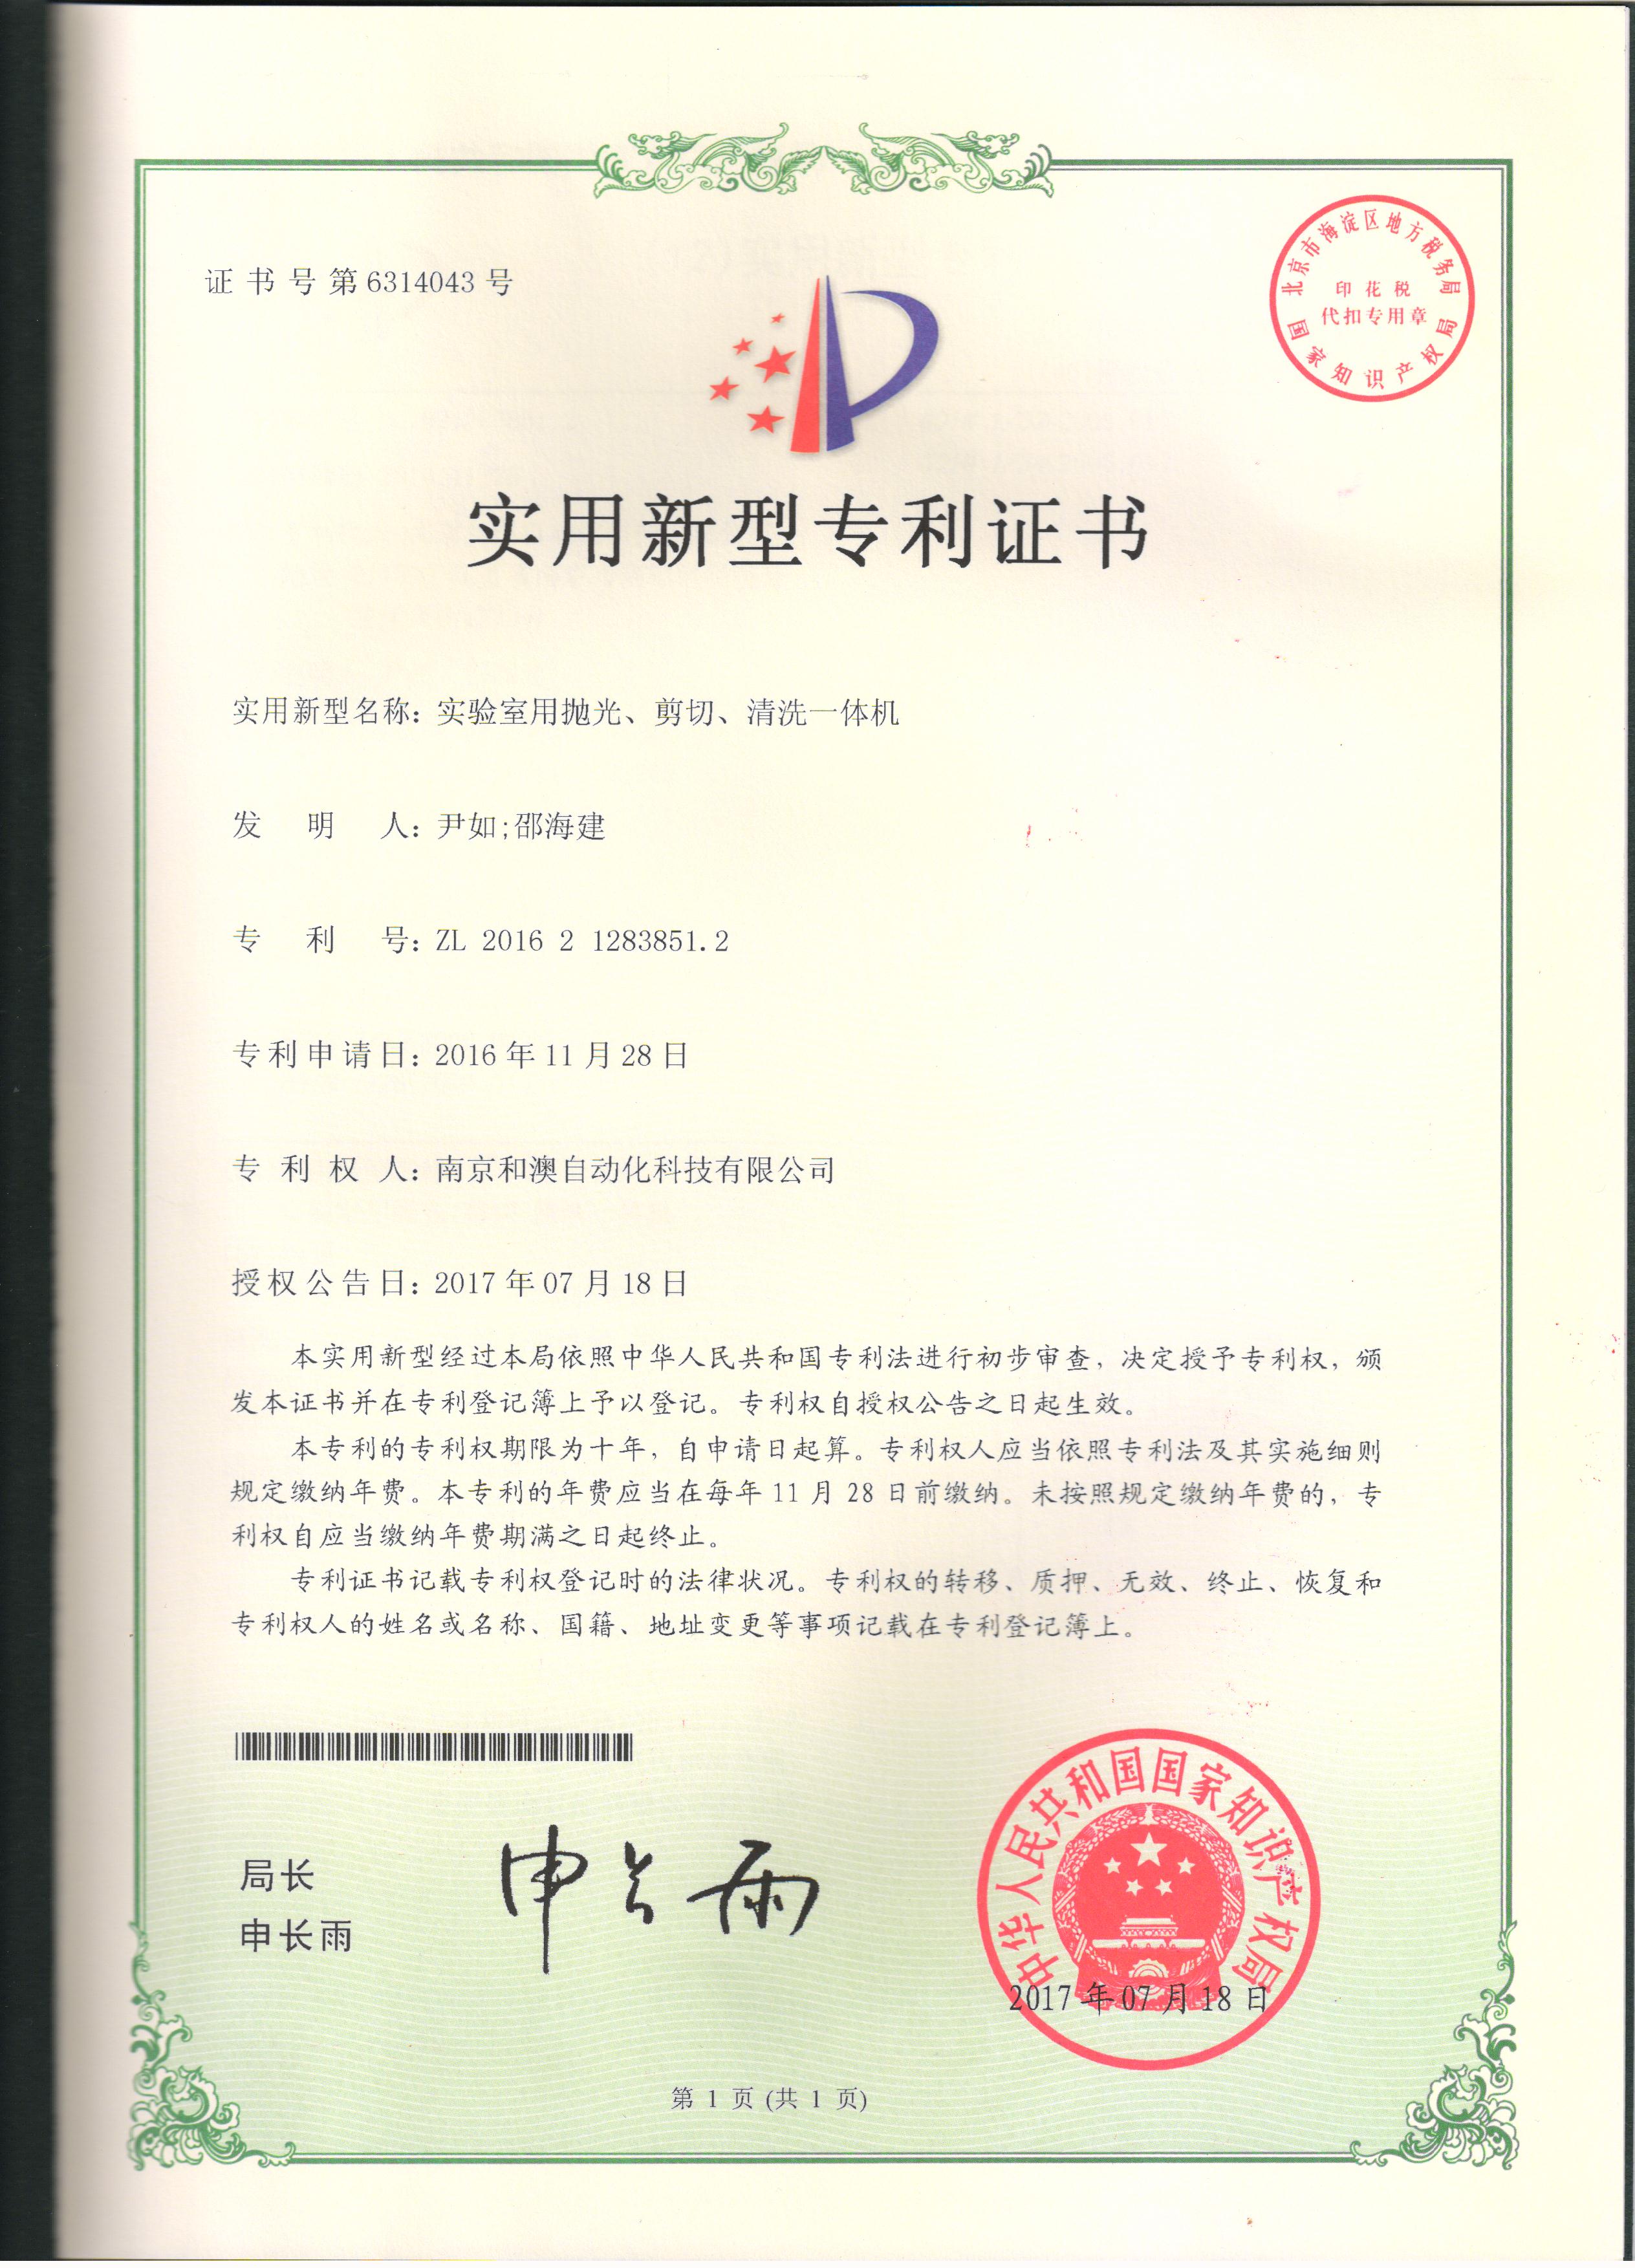 证书号第6314043号
北京市海淀区地方税务局
印花税
代扣专用章
国家知识产权局
实用新型专利证书
实用新型名称：实验室用抛光、剪切、清洗一体机
发明人：尹如;邵海建
专利号：ZL 2016 2 1283851.2
专利申请日：2016年11月28日
专利权人：南京和澳自动化科技有限公司
授权公告日：2017年07月18日
本实用新型经过本局依照中华人民共和国专利法进行初步审查，决定授予专利权，颁
发本证书并在专利登记簿上予以登记。专利权自授权公告之日起生效。
本专利的专利权期限为十年，自申请日起算。专利权人应当依照专利法及其实施细则
规定缴纳年费。本专利的年费应当在每年11月28日前缴纳。未按照规定缴纳年费的，专
利权自应当缴纳年费期满之日起终止。
专利证书记载专利权登记时的法律状况。专利权的转移、质押、无效、终止、恢复和
专利权人的姓名或名称、国籍、地址变更等事项记载在专利登记簿上。
局长
申长雨
申长雨
中华人民共和国国家知识产权局
2017年07月18日
第 1 页 (共 1 页)